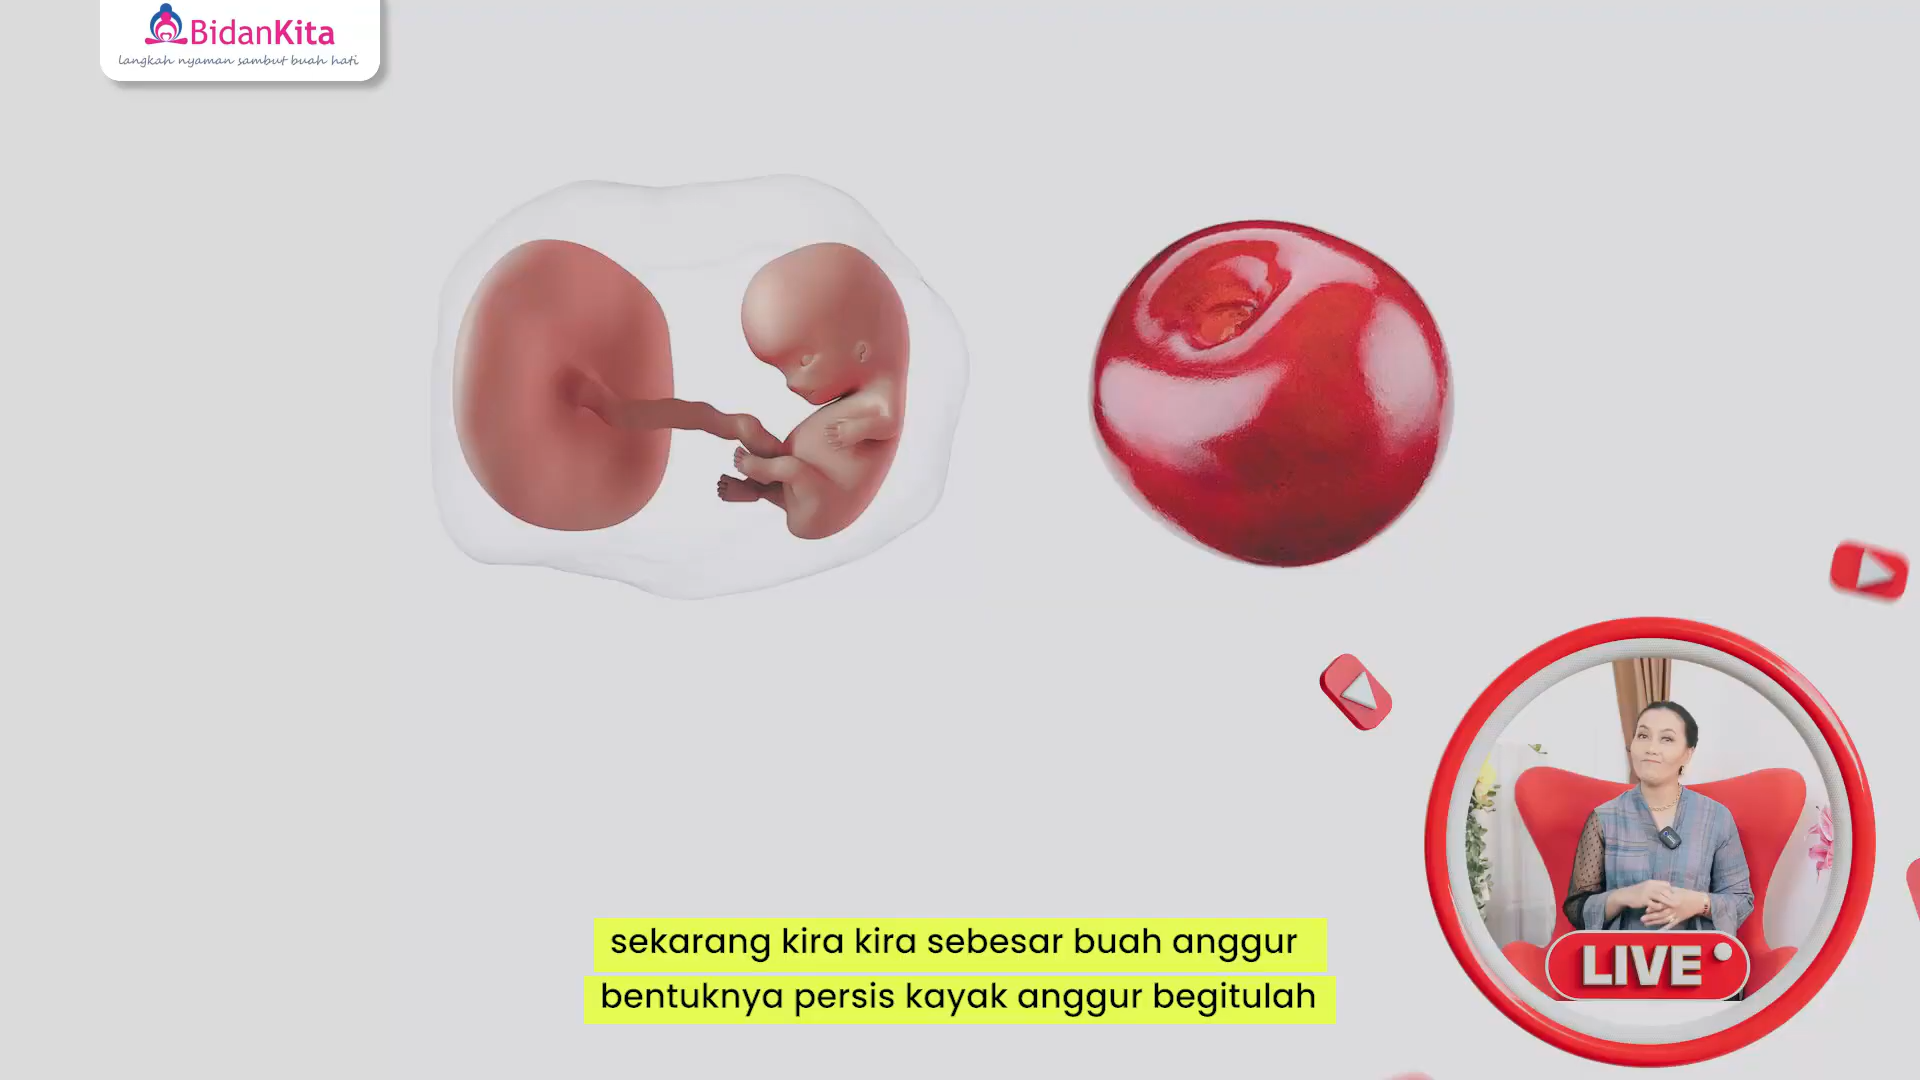 BidanKita
langkah nyaman sambut buah hati
LIVE
sekarang kira kira sebesar buah anggur
bentuknya persis kayak anggur begitulah